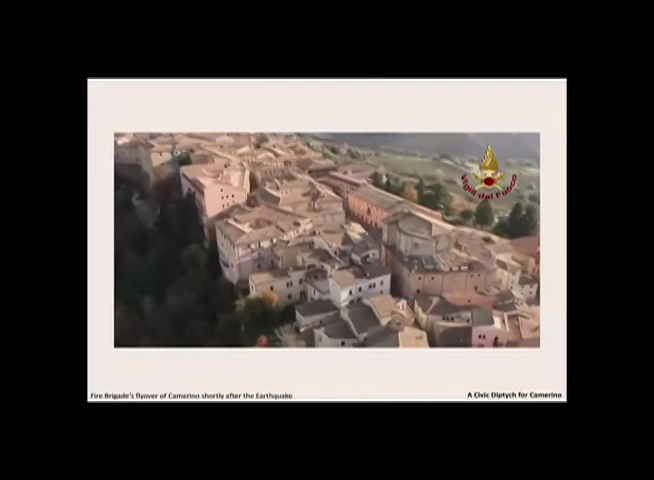 Vigili del Fuoco
Fire Brigade's flyover of Camerino shortly after the Earthquake
A Civic Diptych for Camerino